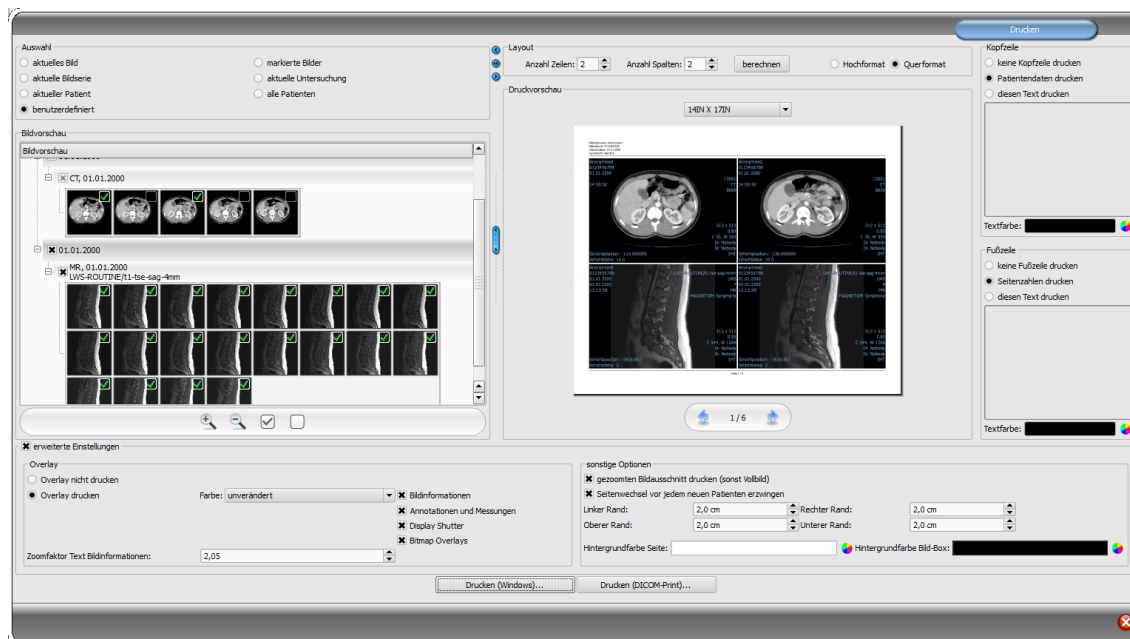 Drucken
Auswahl
aktuelles Bild
markierte Bilder
aktuelle Bildserie
aktuelle Untersuchung
aktueller Patient
alle Patienten
benutzerdefiniert
Layout
Anzahl Zeilen: 2
Anzahl Spalten: 2
berechnen
Hochformat
Querformat
Kopfzeile
keine Kopfzeile drucken
Patientendaten drucken
diesen Text drucken
Textfarbe:
Bildvorschau
Bildvorschau
CT, 01.01.2000
01.01.2000
MR, 01.01.2000
LWS-ROUTINE/t1-tse-sag-4mm
Druckvorschau
14IN X 17IN
1/6
Fußzeile
keine Fußzeile drucken
Seitenzahlen drucken
diesen Text drucken
Textfarbe:
erweiterte Einstellungen
Overlay
Overlay nicht drucken
Overlay drucken
Farbe: unverändert
Bildinformationen
Annotationen und Messungen
Display Shutter
Bitmap Overlays
Zoomfaktor Text Bildinformationen: 2,05
sonstige Optionen
gezoomten Bildausschnitt drucken (sonst Vollbild)
Seitenwechsel vor jedem neuen Patienten erzwingen
Linker Rand: 2,0 cm Rechter Rand: 2,0 cm
Oberer Rand: 2,0 cm Unterer Rand: 2,0 cm
Hintergrundfarbe Seite: Hintergrundfarbe Bild-Box:
Drucken (Windows)...
Drucken (DICOM-Print)...